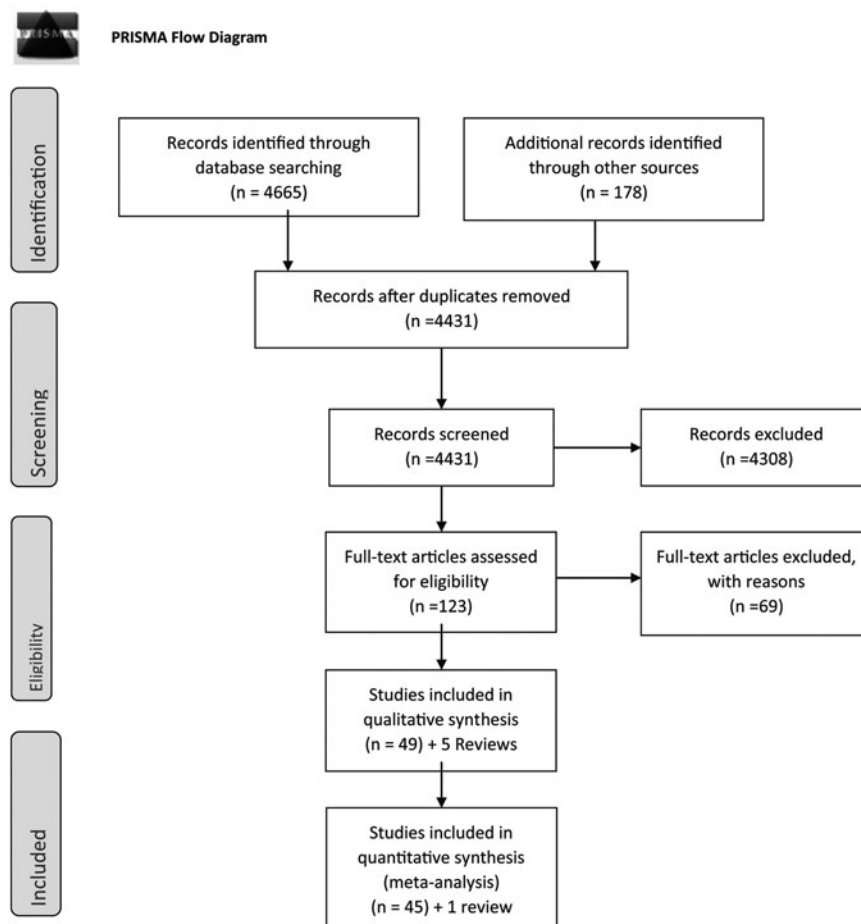 PRISMA
PRISMA Flow Diagram
Identification
Records identified through
database searching
(n = 4665)
Additional records identified
through other sources
(n = 178)
Records after duplicates removed
(n =4431)
Screening
Records screened
(n =4431)
Records excluded
(n =4308)
Eligibility
Full-text articles assessed
for eligibility
(n =123)
Full-text articles excluded,
with reasons
(n =69)
Studies included in
qualitative synthesis
(n = 49) + 5 Reviews
Included
Studies included in
quantitative synthesis
(meta-analysis)
(n = 45) + 1 review